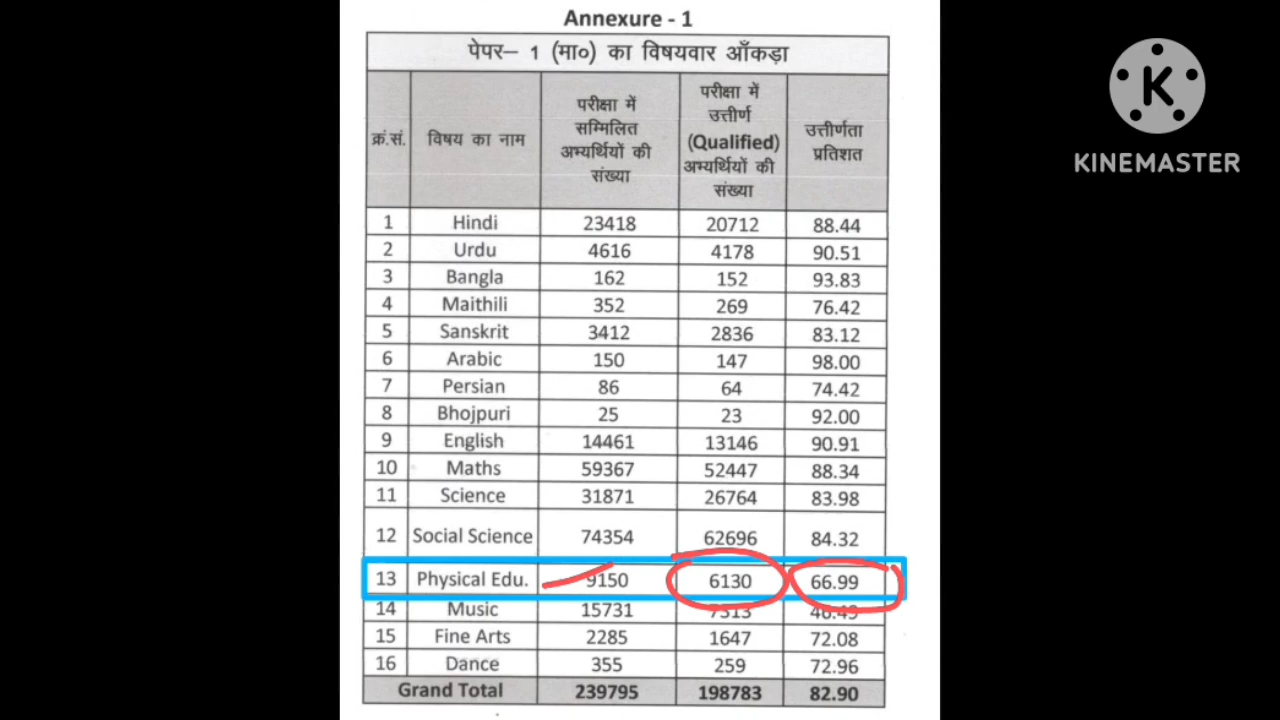 Annexure - 1
पेपर– 1 (मा०) का विषयवार आँकड़ा
क्रं.सं. विषय का नाम परीक्षा में सम्मिलित अभ्यर्थियों की संख्या परीक्षा में उत्तीर्ण (Qualified) अभ्यर्थियों की संख्या उत्तीर्णता प्रतिशत
1 Hindi 23418 20712 88.44
2 Urdu 4616 4178 90.51
3 Bangla 162 152 93.83
4 Maithili 352 269 76.42
5 Sanskrit 3412 2836 83.12
6 Arabic 150 147 98.00
7 Persian 86 64 74.42
8 Bhojpuri 25 23 92.00
9 English 14461 13146 90.91
10 Maths 59367 52447 88.34
11 Science 31871 26764 83.98
12 Social Science 74354 62696 84.32
13 Physical Edu. 9150 6130 66.99
14 Music 15731 7313 46.49
15 Fine Arts 2285 1647 72.08
16 Dance 355 259 72.96
Grand Total 239795 198783 82.90
K
KINEMASTER